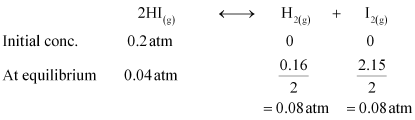 2HI(g) ⟷ H2(g) + I2(g)
Initial conc. 0.2 atm 0 0
At equilibrium 0.04 atm 0.16/2 2.15/2
= 0.08 atm = 0.08 atm